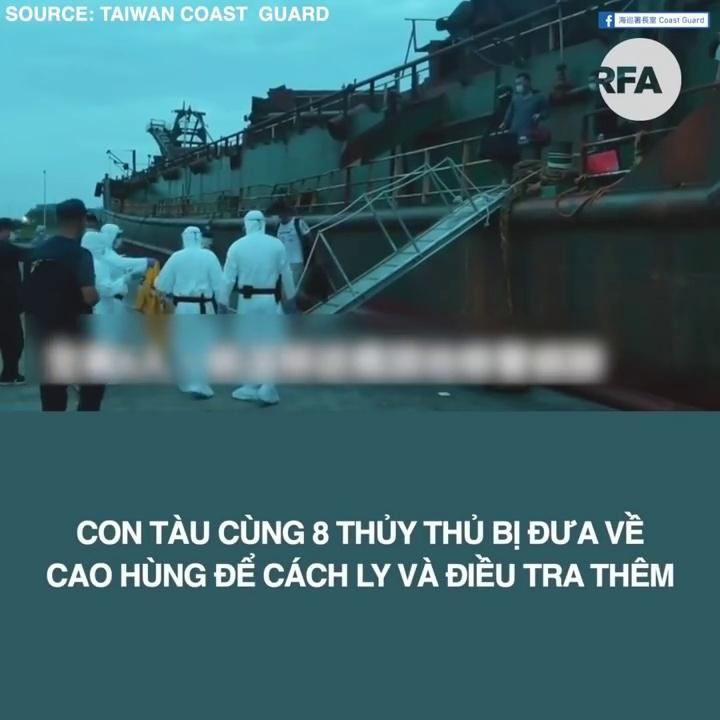 SOURCE: TAIWAN COAST GUARD
f 海巡署長室 Coast Guard
RFA
CON TÀU CÙNG 8 THỦY THỦ BỊ ĐƯA VỀ
CAO HÙNG ĐỂ CÁCH LY VÀ ĐIỀU TRA THÊM